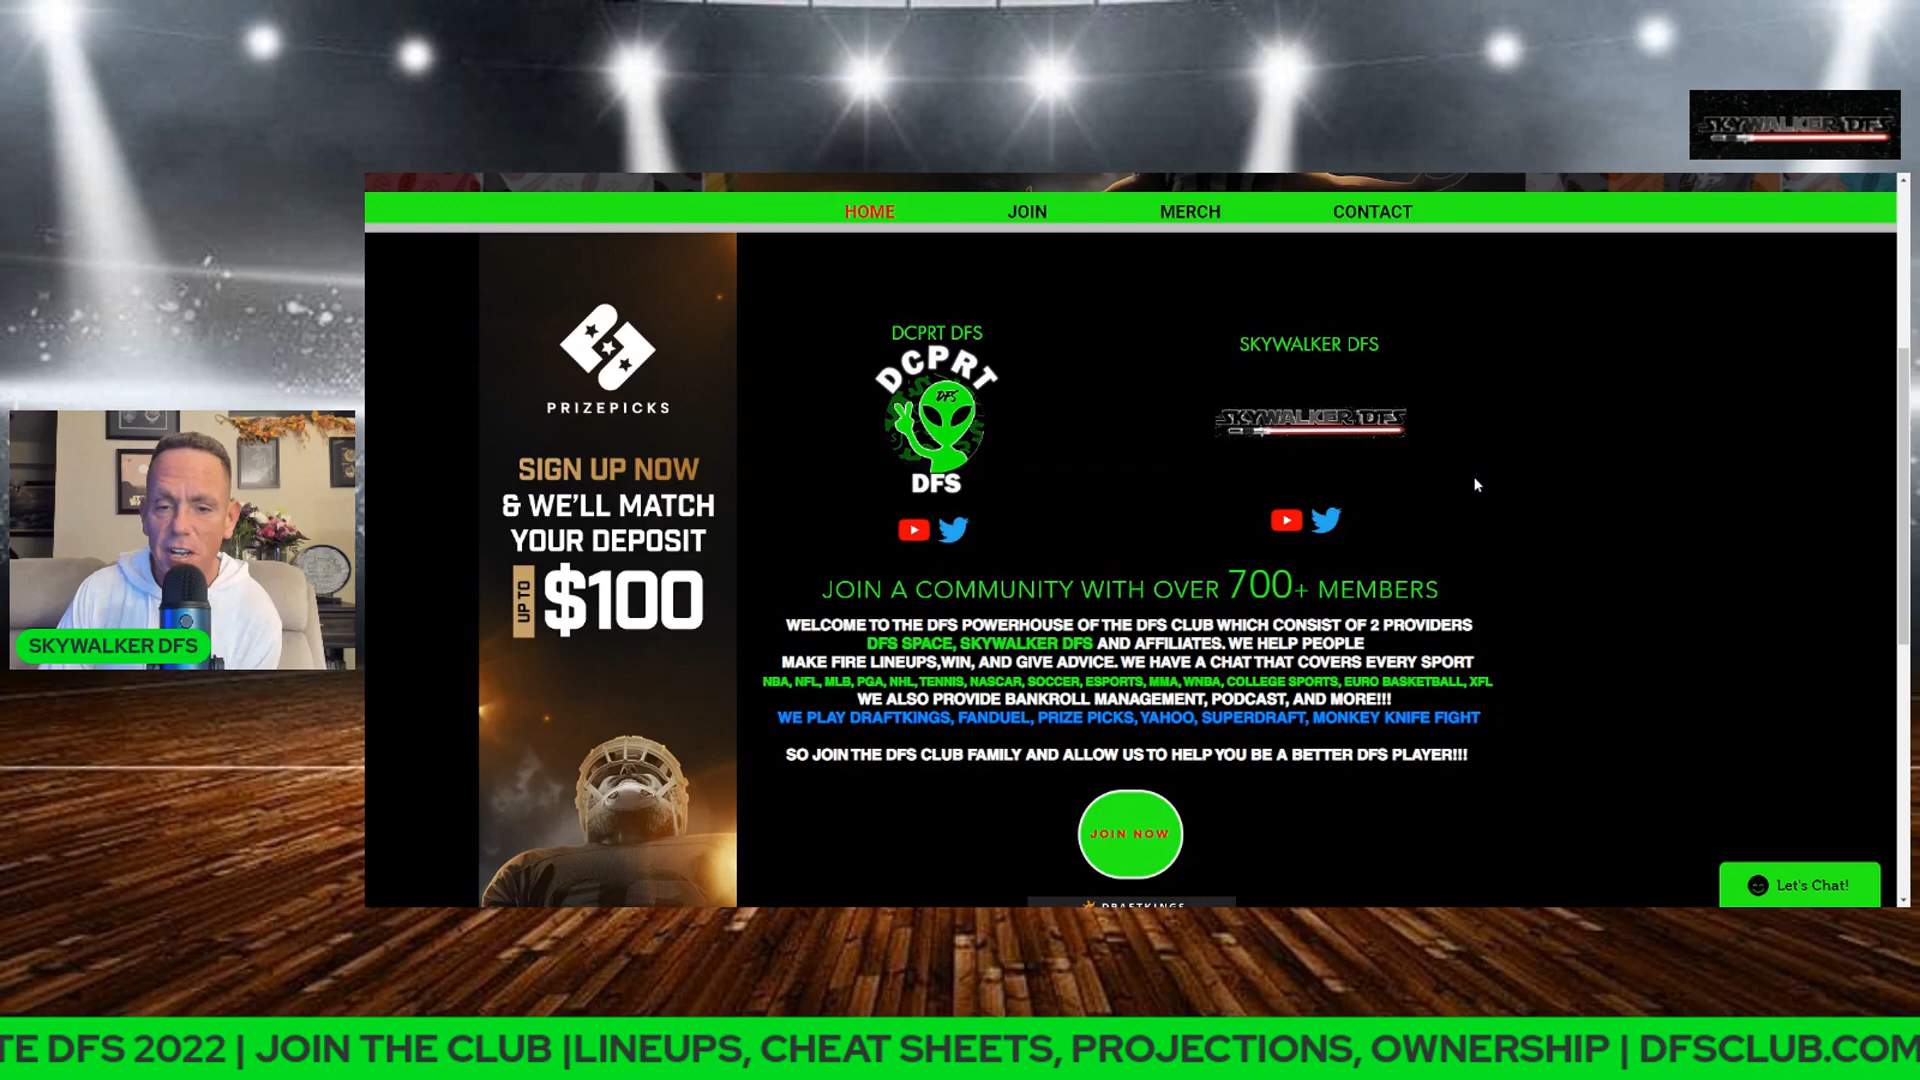 SKYWALKER DFS
HOME
JOIN
MERCH
CONTACT
PRIZEPICKS
SIGN UP NOW
& WE'LL MATCH
YOUR DEPOSIT
UP TO
$100
DCPRT DFS
DCPRT
DFS
DFS
SKYWALKER DFS
SKYWALKER DFS
JOIN A COMMUNITY WITH OVER 700+ MEMBERS
WELCOME TO THE DFS POWERHOUSE OF THE DFS CLUB WHICH CONSIST OF 2 PROVIDERS
DFS SPACE, SKYWALKER DFS AND AFFILIATES. WE HELP PEOPLE
MAKE FIRE LINEUPS,WIN, AND GIVE ADVICE. WE HAVE A CHAT THAT COVERS EVERY SPORT
NBA, NFL, MLB, PGA, NHL, TENNIS, NASCAR, SOCCER, ESPORTS, MMA, WNBA, COLLEGE SPORTS, EURO BASKETBALL, XFL
WE ALSO PROVIDE BANKROLL MANAGEMENT, PODCAST, AND MORE!!!
WE PLAY DRAFTKINGS, FANDUEL, PRIZE PICKS, YAHOO, SUPERDRAFT, MONKEY KNIFE FIGHT
SO JOIN THE DFS CLUB FAMILY AND ALLOW US TO HELP YOU BE A BETTER DFS PLAYER!!!
JOIN NOW
DRAFTKINGS
Let's Chat!
SKYWALKER DFS
TE DFS 2022 | JOIN THE CLUB |LINEUPS, CHEAT SHEETS, PROJECTIONS, OWNERSHIP | DFSCLUB.COM